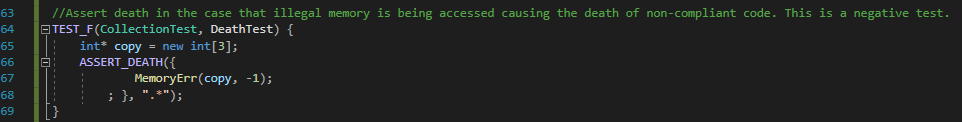 63 //Assert death in the case that illegal memory is being accessed causing the death of non-compliant code. This is a negative test.
64 TEST_F(CollectionTest, DeathTest) {
65 int* copy = new int[3];
66 ASSERT_DEATH({
67 MemoryErr(copy, -1);
68 ; }, ".*");
69 }